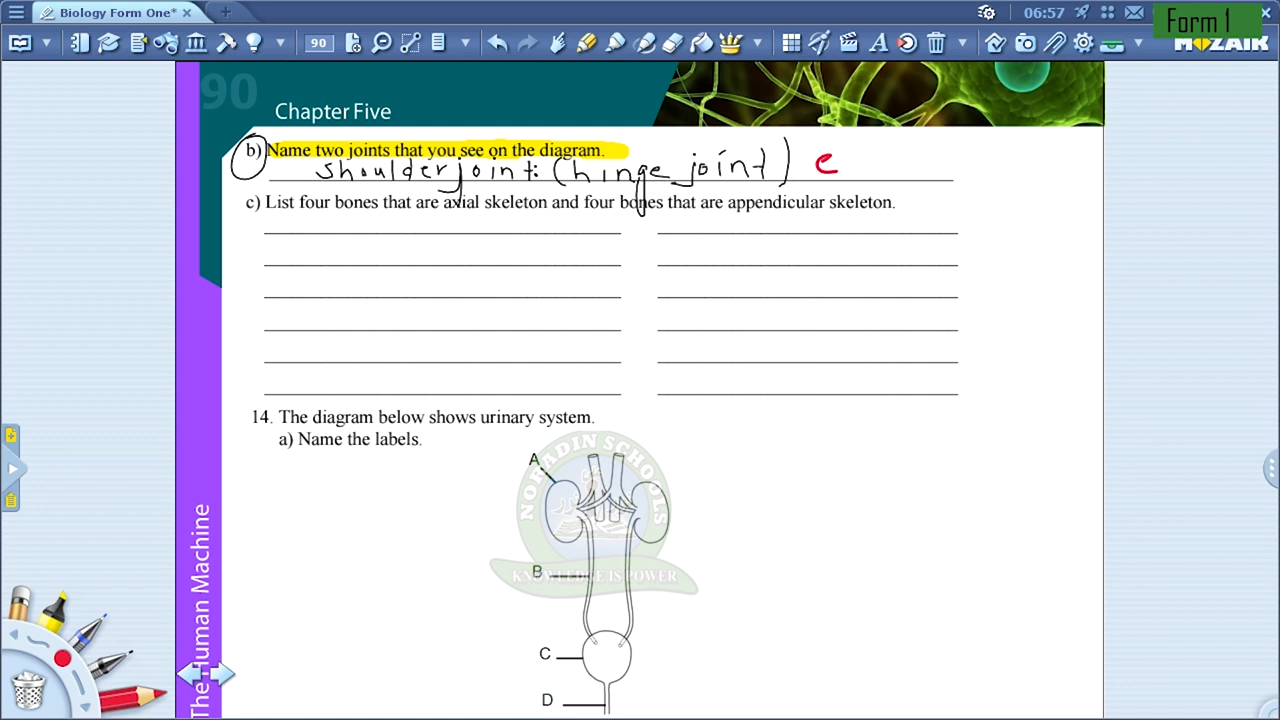 Biology Form One*
06:57
Form 1
90
MOZAIK
90
Chapter Five
b) Name two joints that you see on the diagram.
shoulder joint: (hinge joint) e
c) List four bones that are axial skeleton and four bones that are appendicular skeleton.
14. The diagram below shows urinary system.
a) Name the labels.
A
NORADIN SCHOOLS
B
KNOWLEDGE IS POWER
C
D
The Human Machine